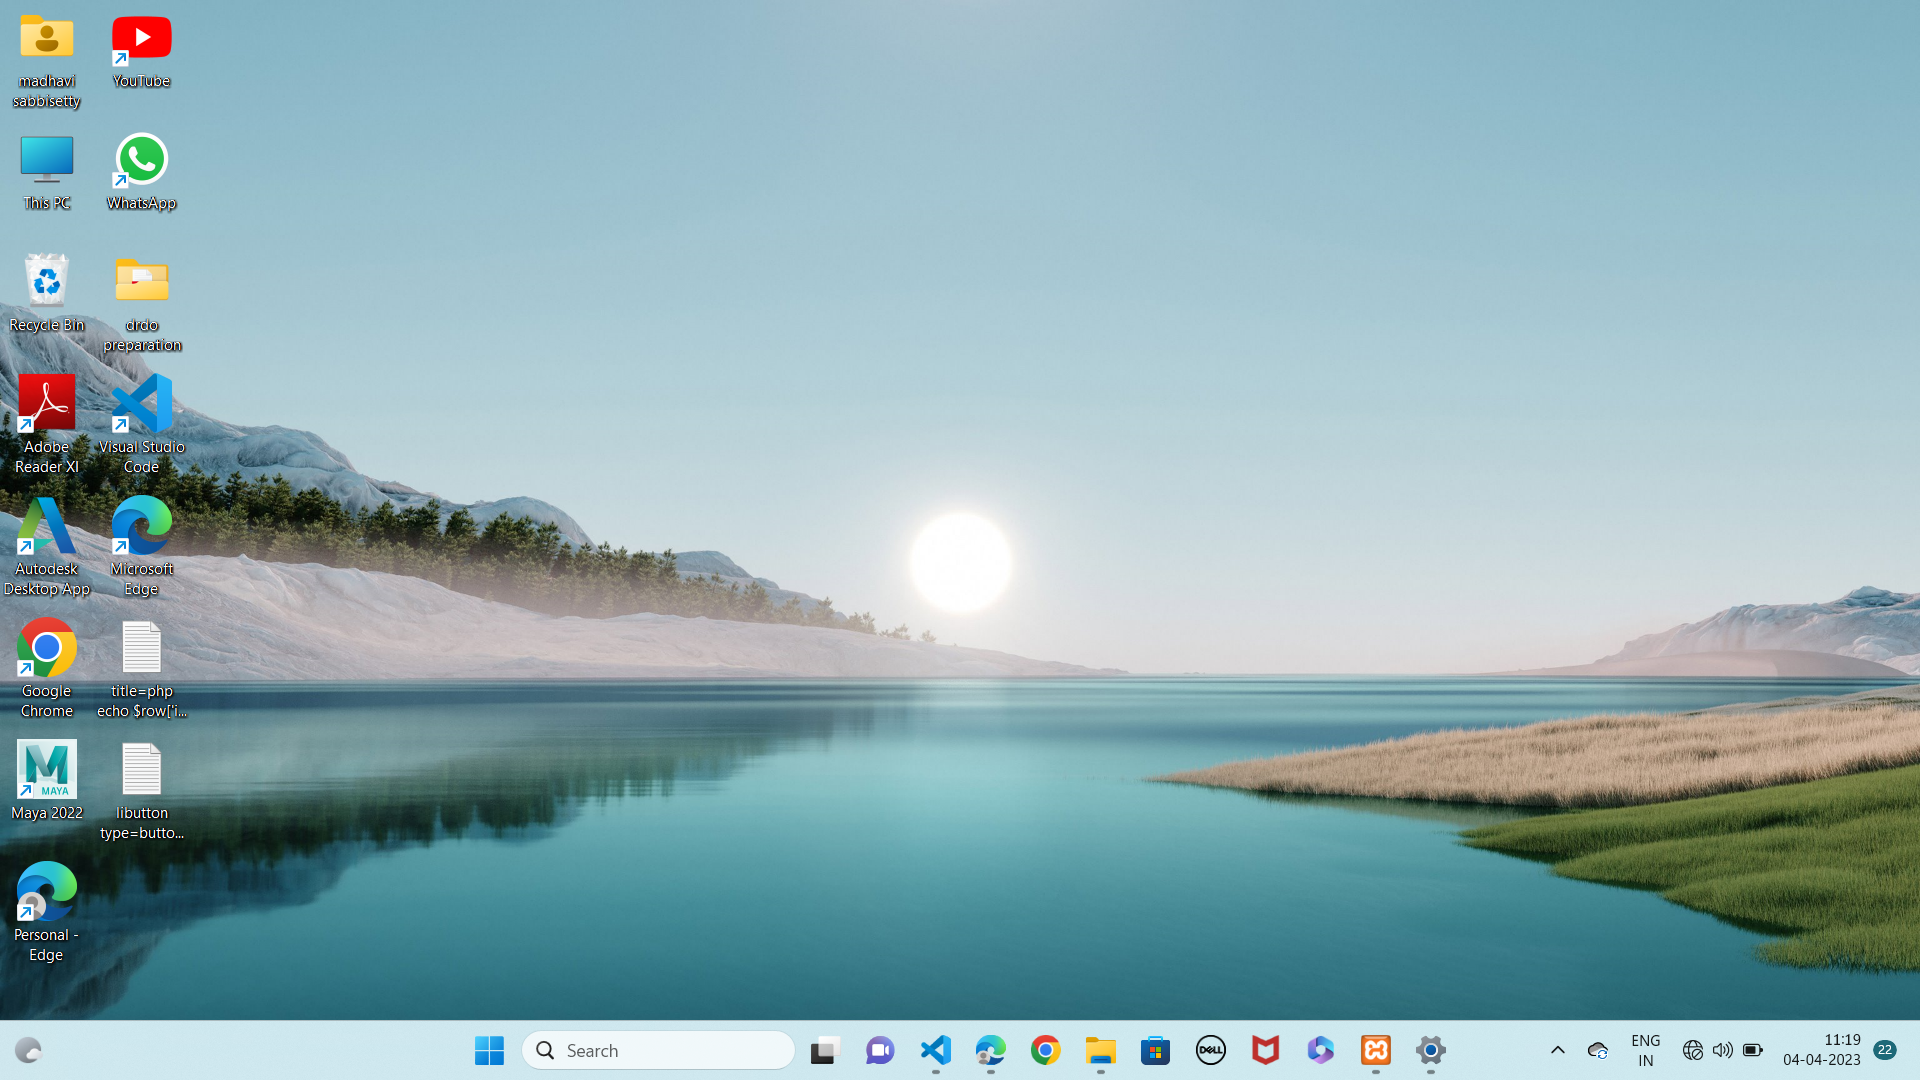 madhavi
sabbisetty
YouTube
This PC
WhatsApp
Recycle Bin
drdo
preparation
Adobe
Reader XI
Visual Studio
Code
Autodesk
Desktop App
Microsoft
Edge
Google
Chrome
title=php
echo $row['i...
MAYA
Maya 2022
libutton
type=butto...
Personal -
Edge
Search
DELL
ENG
IN
11:19
04-04-2023
22